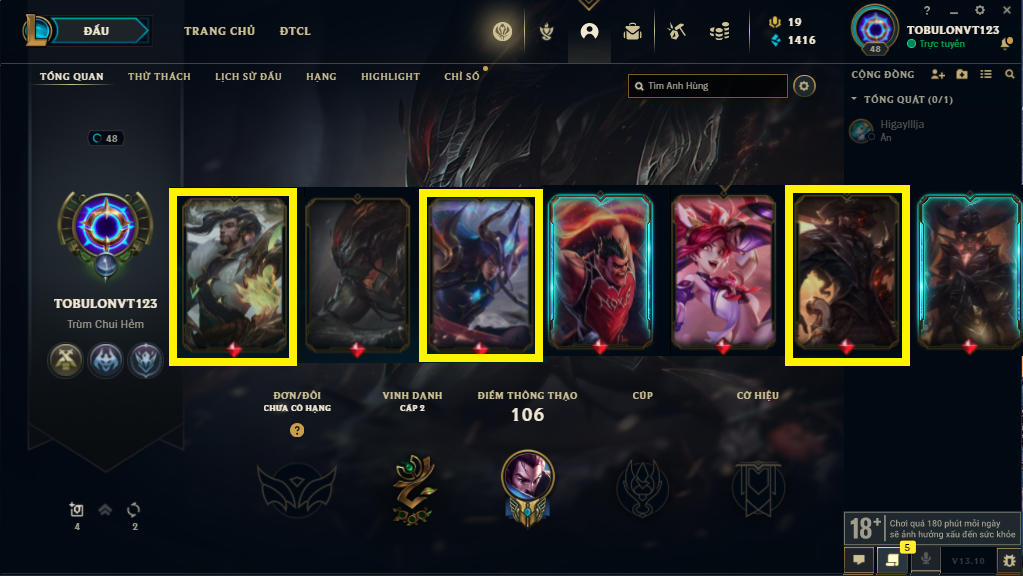 ĐẤU
TRANG CHỦ
ĐTCL
19
1416
48
TOBULONVT123
Trực tuyến
TỔNG QUAN
THỬ THÁCH
LỊCH SỬ ĐẤU
HẠNG
HIGHLIGHT
CHỈ SỐ
Tìm Anh Hùng
CỘNG ĐỒNG
TỔNG QUÁT (0/1)
Higaylllja
Ẩn
48
TOBULONVT123
Trùm Chui Hẻm
NOVA
ĐƠN/ĐÔI
CHƯA CÓ HẠNG
?
VINH DANH
CẤP 2
ĐIỂM THÔNG THẠO
106
CÚP
CỜ HIỆU
4
2
18+
Chơi quá 180 phút mỗi ngày
sẽ ảnh hưởng xấu đến sức khỏe
5
V13.10